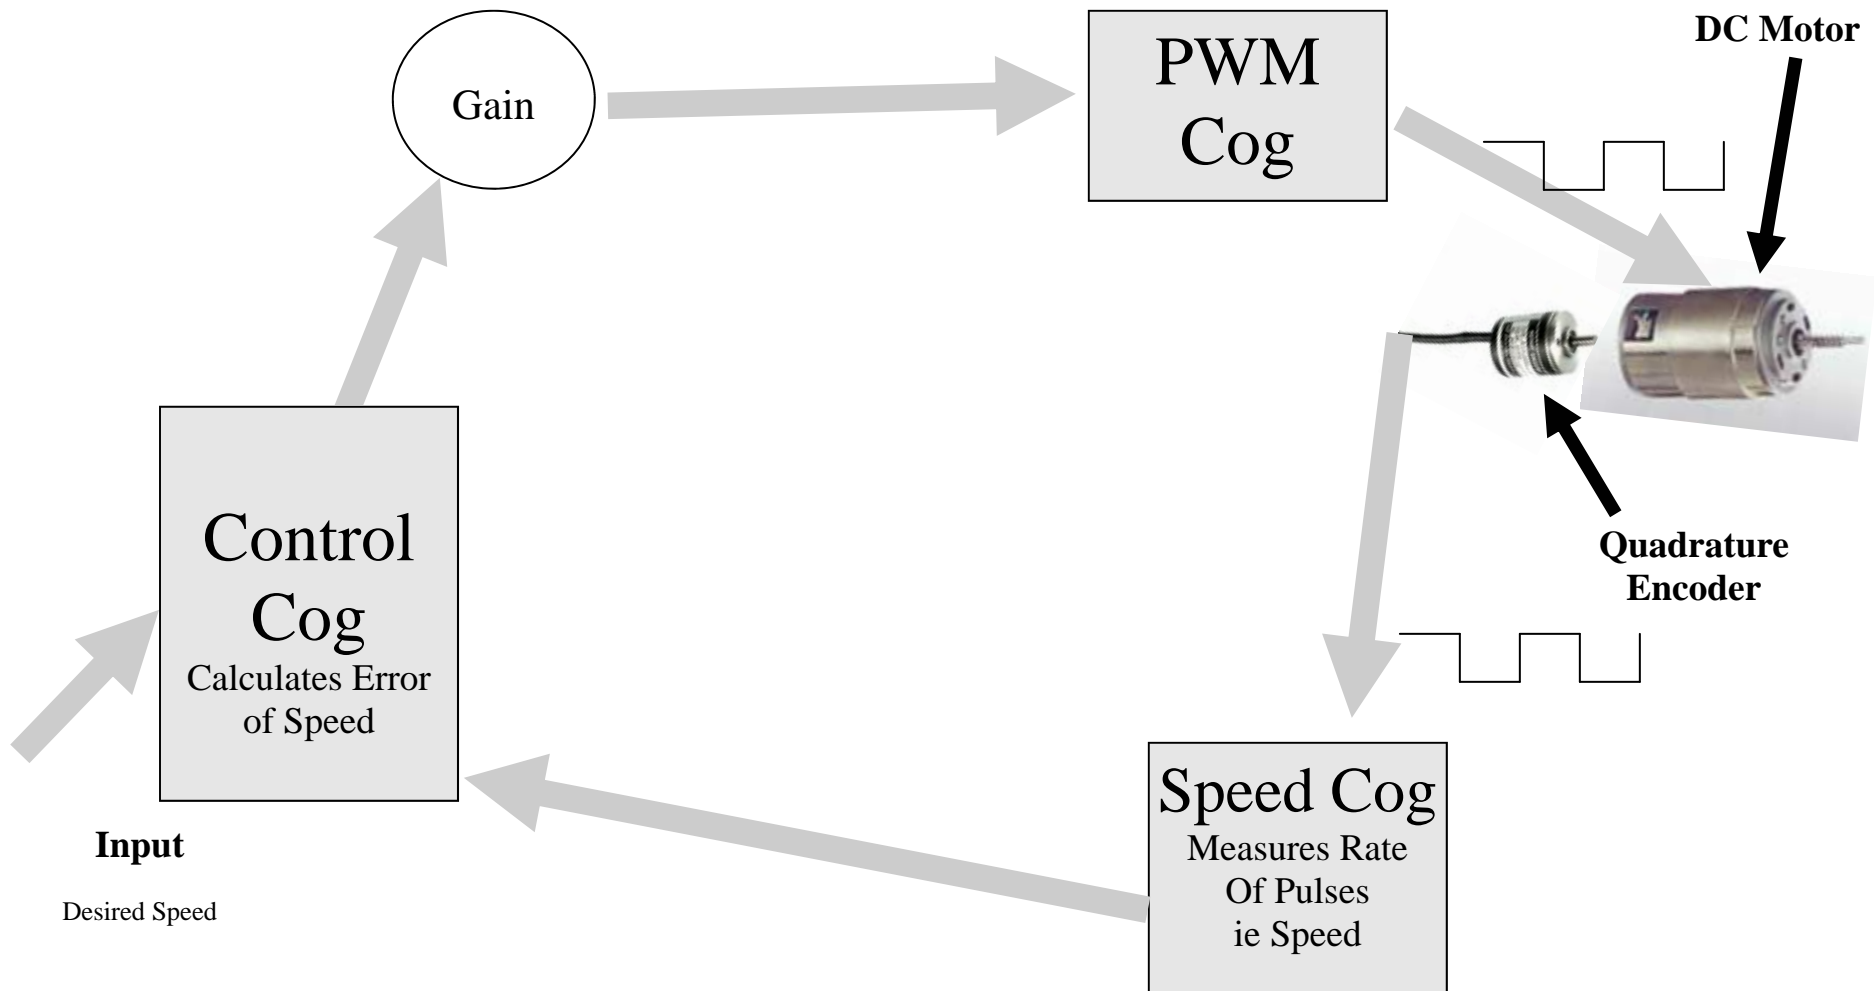 Gain
PWM
Cog
DC Motor
Quadrature
Encoder
Control
Cog
Calculates Error
of Speed
Speed Cog
Measures Rate
Of Pulses
ie Speed
Input
Desired Speed